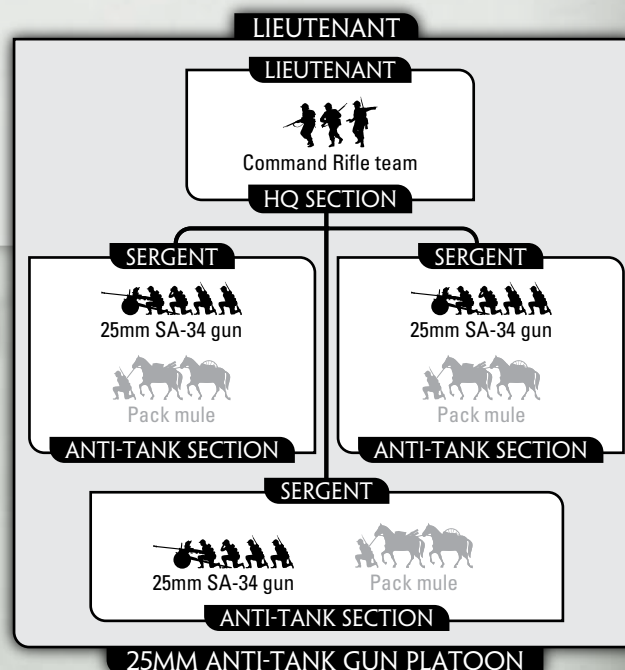 LIEUTENANT
LIEUTENANT
Command Rifle team
HQ SECTION
SERGENT
25mm SA-34 gun
Pack mule
ANTI-TANK SECTION
SERGENT
25mm SA-34 gun
Pack mule
ANTI-TANK SECTION
SERGENT
25mm SA-34 gun
Pack mule
ANTI-TANK SECTION
25MM ANTI-TANK GUN PLATOON